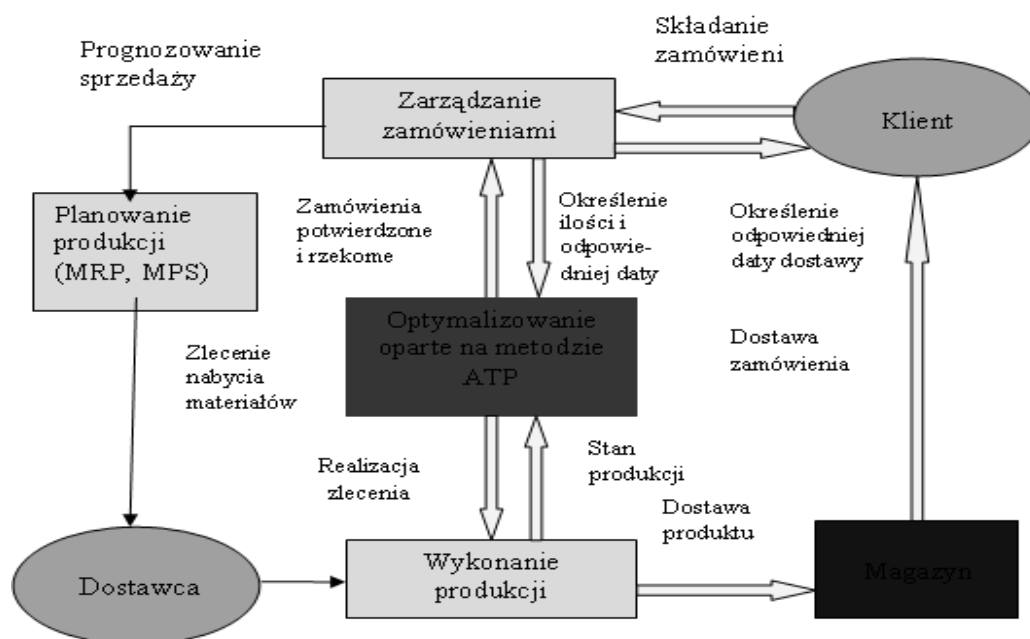 Prognozowanie
sprzedaży
Składanie
zamówieni
Zarządzanie
zamówieniami
Klient
Planowanie
produkcji
(MRP, MPS)
Zamówienia
potwierdzone
i rzekome
Określenie
ilości i
odpowie-
dniej daty
Określenie
odpowiedniej
daty dostawy
Optymalizowanie
oparte na metodzie
ATP
Zlecenie
nabycia
materiałów
Dostawa
zamówienia
Realizacja
zlecenia
Stan
produkcji
Dostawa
produktu
Dostawca
Wykonanie
produkcji
Magazyn